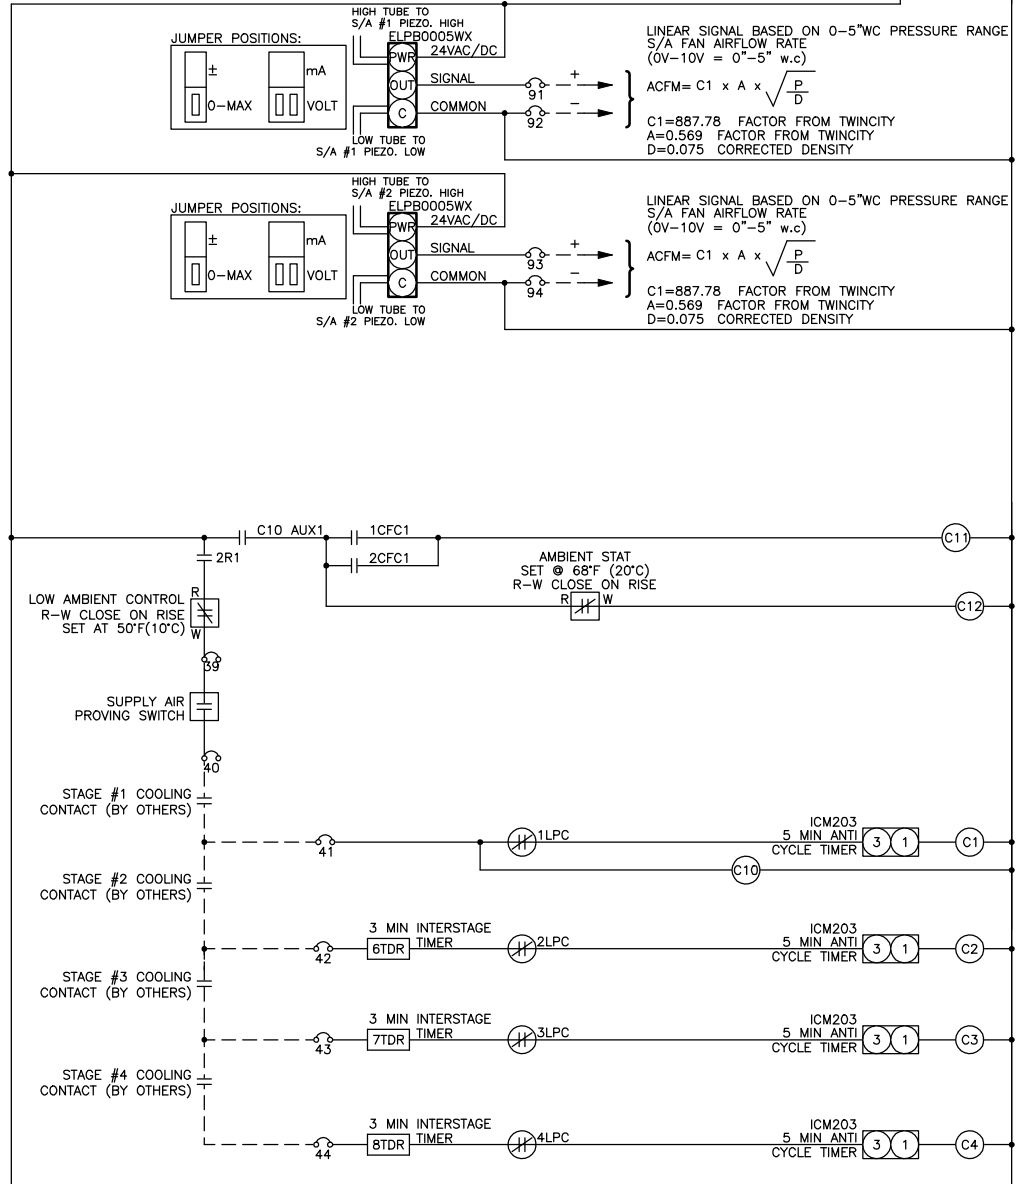 HIGH TUBE TO
S/A #1 PIEZO. HIGH
ELPB0005WX
JUMPER POSITIONS:
PWR
24VAC/DC
±
mA
OUT
SIGNAL
91
+
0-MAX
VOLT
C
COMMON
92
−
LOW TUBE TO
S/A #1 PIEZO. LOW
LINEAR SIGNAL BASED ON 0-5"WC PRESSURE RANGE
S/A FAN AIRFLOW RATE
(0V-10V = 0"-5" w.c)
ACFM= C1 x A x √ P
D
C1=887.78 FACTOR FROM TWINCITY
A=0.569 FACTOR FROM TWINCITY
D=0.075 CORRECTED DENSITY
HIGH TUBE TO
S/A #2 PIEZO. HIGH
ELPB0005WX
JUMPER POSITIONS:
PWR
24VAC/DC
±
mA
OUT
SIGNAL
93
+
0-MAX
VOLT
C
COMMON
94
−
LOW TUBE TO
S/A #2 PIEZO. LOW
LINEAR SIGNAL BASED ON 0-5"WC PRESSURE RANGE
S/A FAN AIRFLOW RATE
(0V-10V = 0"-5" w.c)
ACFM= C1 x A x √ P
D
C1=887.78 FACTOR FROM TWINCITY
A=0.569 FACTOR FROM TWINCITY
D=0.075 CORRECTED DENSITY
C10 AUX1
1CFC1
C11
2R1
2CFC1
AMBIENT STAT
SET @ 68°F (20°C)
R-W CLOSE ON RISE
R
W
C12
LOW AMBIENT CONTROL
R-W CLOSE ON RISE
SET AT 50°F(10°C)
R
W
39
SUPPLY AIR
PROVING SWITCH
40
STAGE #1 COOLING
CONTACT (BY OTHERS)
41
1LPC
ICM203
5 MIN ANTI
CYCLE TIMER
3
1
C1
C10
STAGE #2 COOLING
CONTACT (BY OTHERS)
42
3 MIN INTERSTAGE
TIMER
6TDR
2LPC
ICM203
5 MIN ANTI
CYCLE TIMER
3
1
C2
STAGE #3 COOLING
CONTACT (BY OTHERS)
43
3 MIN INTERSTAGE
TIMER
7TDR
3LPC
ICM203
5 MIN ANTI
CYCLE TIMER
3
1
C3
STAGE #4 COOLING
CONTACT (BY OTHERS)
44
3 MIN INTERSTAGE
TIMER
8TDR
4LPC
ICM203
5 MIN ANTI
CYCLE TIMER
3
1
C4